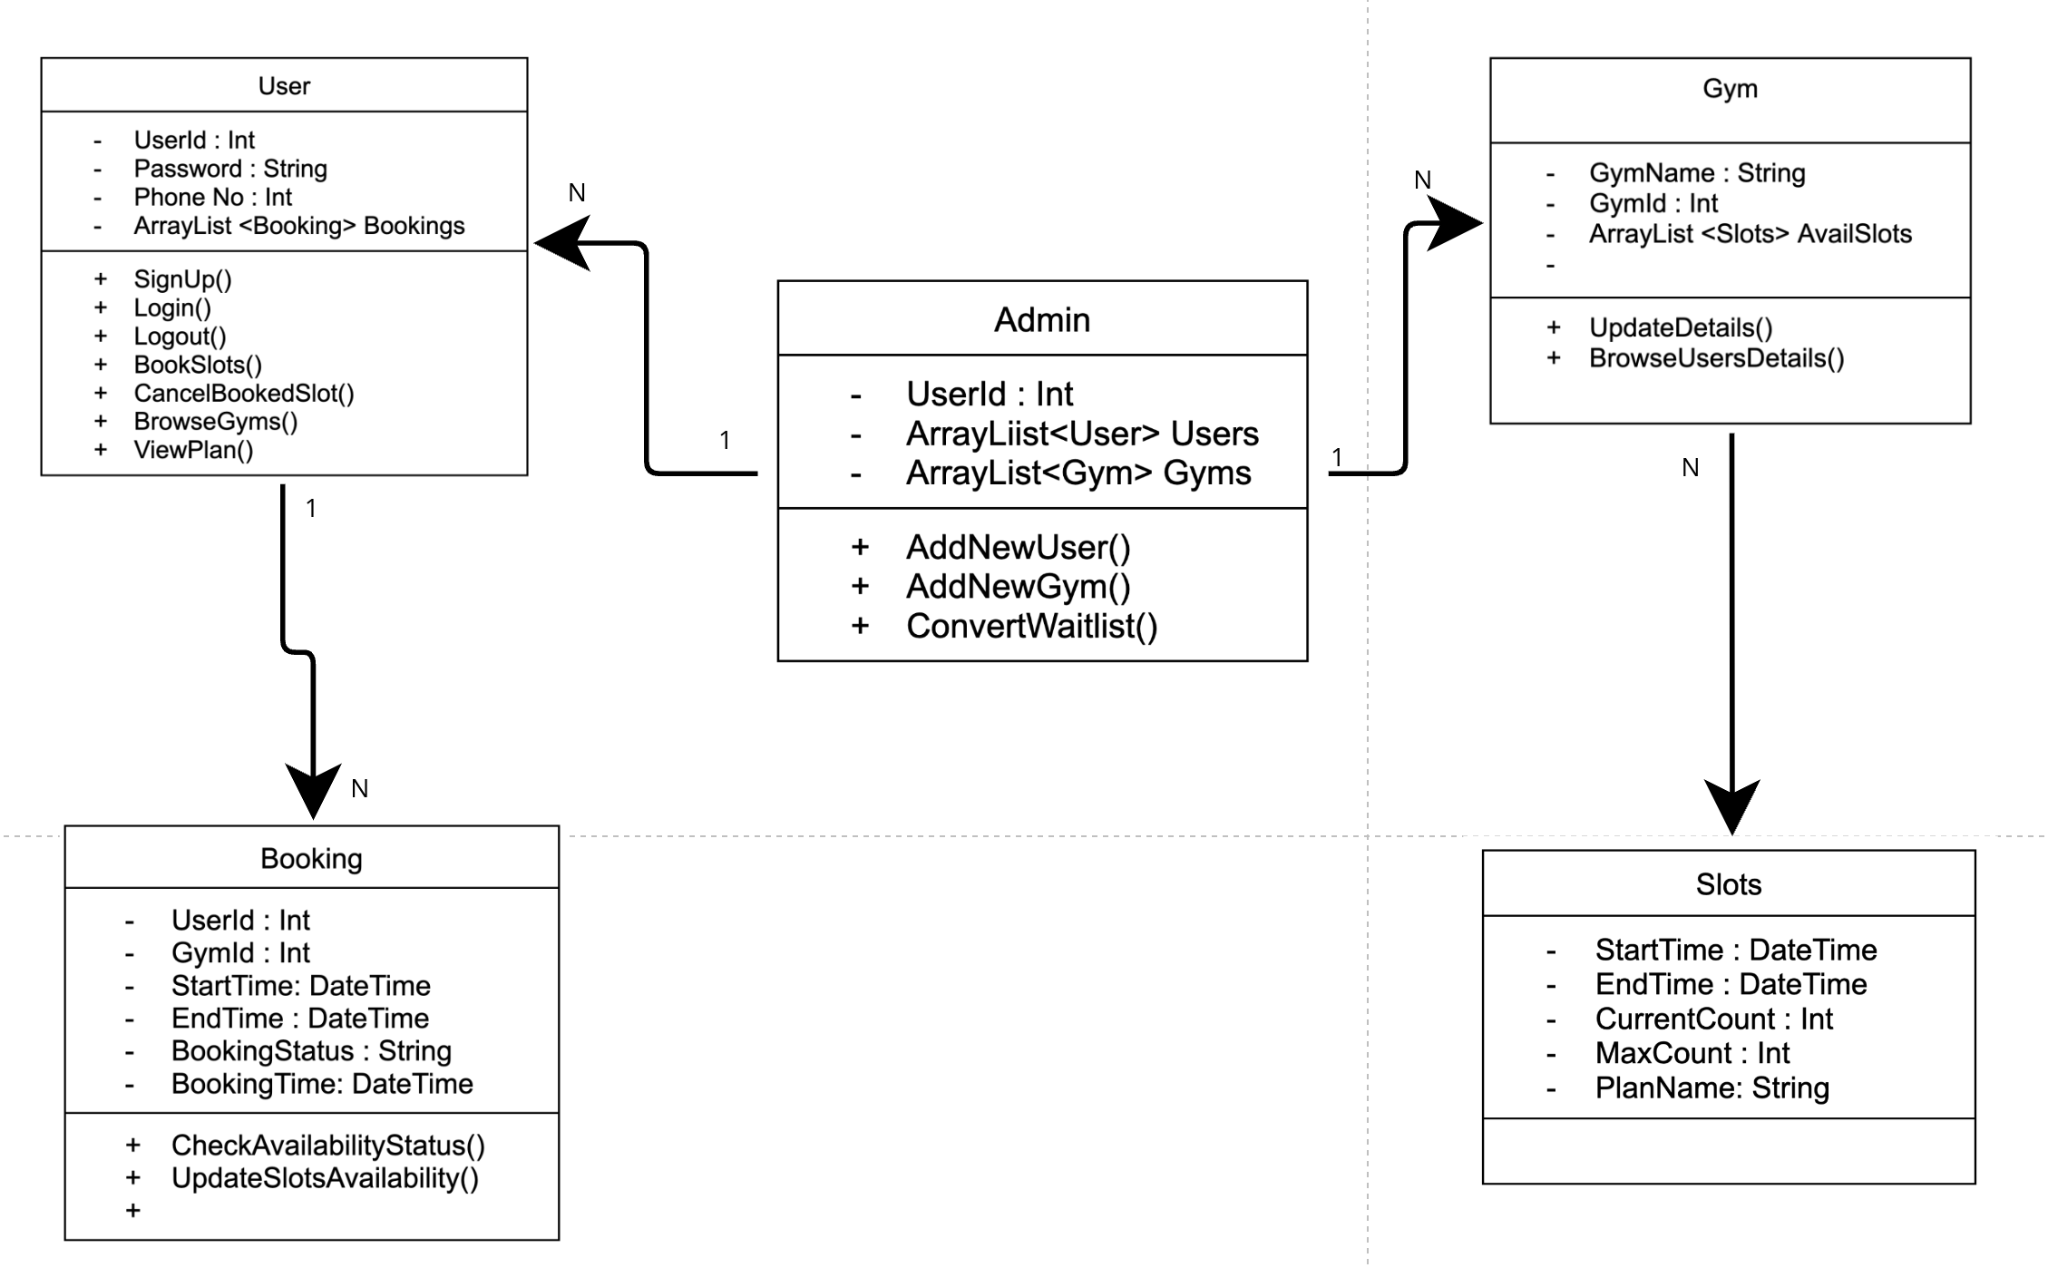 User
- UserId : Int
- Password : String
- Phone No : Int
- ArrayList <Booking> Bookings
+ SignUp()
+ Login()
+ Logout()
+ BookSlots()
+ CancelBookedSlot()
+ BrowseGyms()
+ ViewPlan()
N
1
1
N
Admin
- UserId : Int
- ArrayLiist<User> Users
- ArrayList<Gym> Gyms
+ AddNewUser()
+ AddNewGym()
+ ConvertWaitlist()
1
N
Gym
- GymName : String
- GymId : Int
- ArrayList <Slots> AvailSlots
-
+ UpdateDetails()
+ BrowseUsersDetails()
N
Booking
- UserId : Int
- GymId : Int
- StartTime: DateTime
- EndTime : DateTime
- BookingStatus : String
- BookingTime: DateTime
+ CheckAvailabilityStatus()
+ UpdateSlotsAvailability()
+
Slots
- StartTime : DateTime
- EndTime : DateTime
- CurrentCount : Int
- MaxCount : Int
- PlanName: String